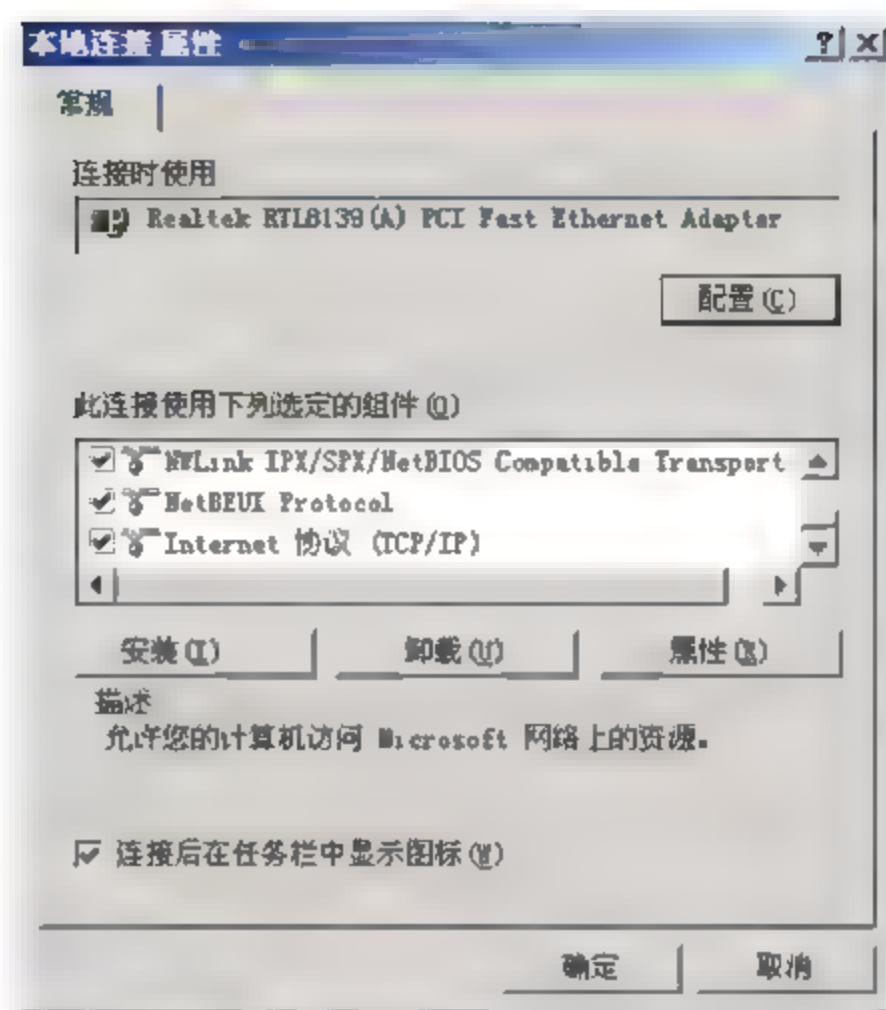 本地连接 属性
? ×
常规
连接时使用
Realtek RTL8139(A) PCI Fast Ethernet Adapter
配置(C)
此连接使用下列选定的组件(O)
NWLink IPX/SPX/NetBIOS Compatible Transport
NetBEUI Protocol
Internet 协议 (TCP/IP)
安装(I) 卸载(U) 属性(R)
描述
允许您的计算机访问 Microsoft 网络上的资源。
连接后在任务栏中显示图标(W)
确定 取消